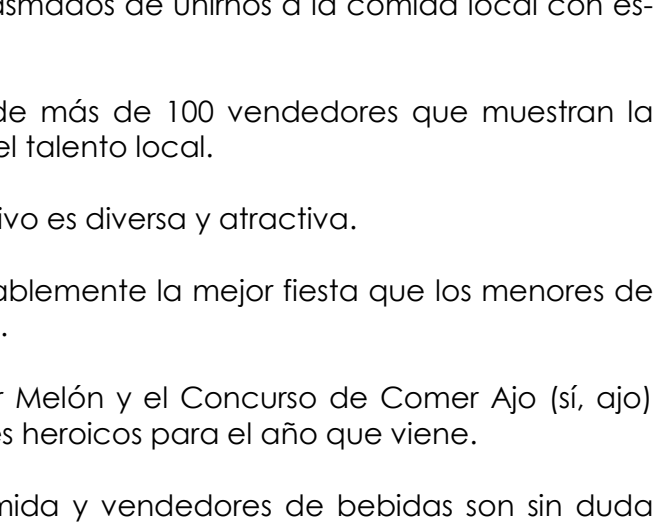 de unirnos a la comida local con es-
de más de 100 vendedores que muestran la
el talento local.
ivo es diversa y atractiva.
ablemente la mejor fiesta que los menores de
.
r Melón y el Concurso de Comer Ajo (sí, ajo)
es heroicos para el año que viene.
mida y vendedores de bebidas son sin duda